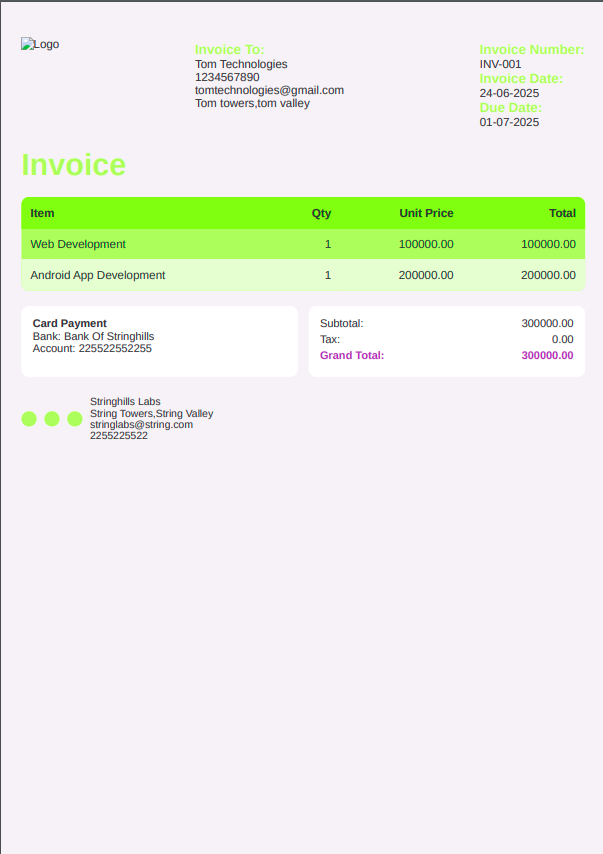 Logo
Invoice To:
Tom Technologies
1234567890
tomtechnologies@gmail.com
Tom towers,tom valley
Invoice Number:
INV-001
Invoice Date:
24-06-2025
Due Date:
01-07-2025
Invoice
Item Qty Unit Price Total
Web Development 1 100000.00 100000.00
Android App Development 1 200000.00 200000.00
Card Payment
Bank: Bank Of Stringhills
Account: 225522552255
Subtotal: 300000.00
Tax: 0.00
Grand Total: 300000.00
Stringhills Labs
String Towers,String Valley
stringlabs@string.com
2255225522